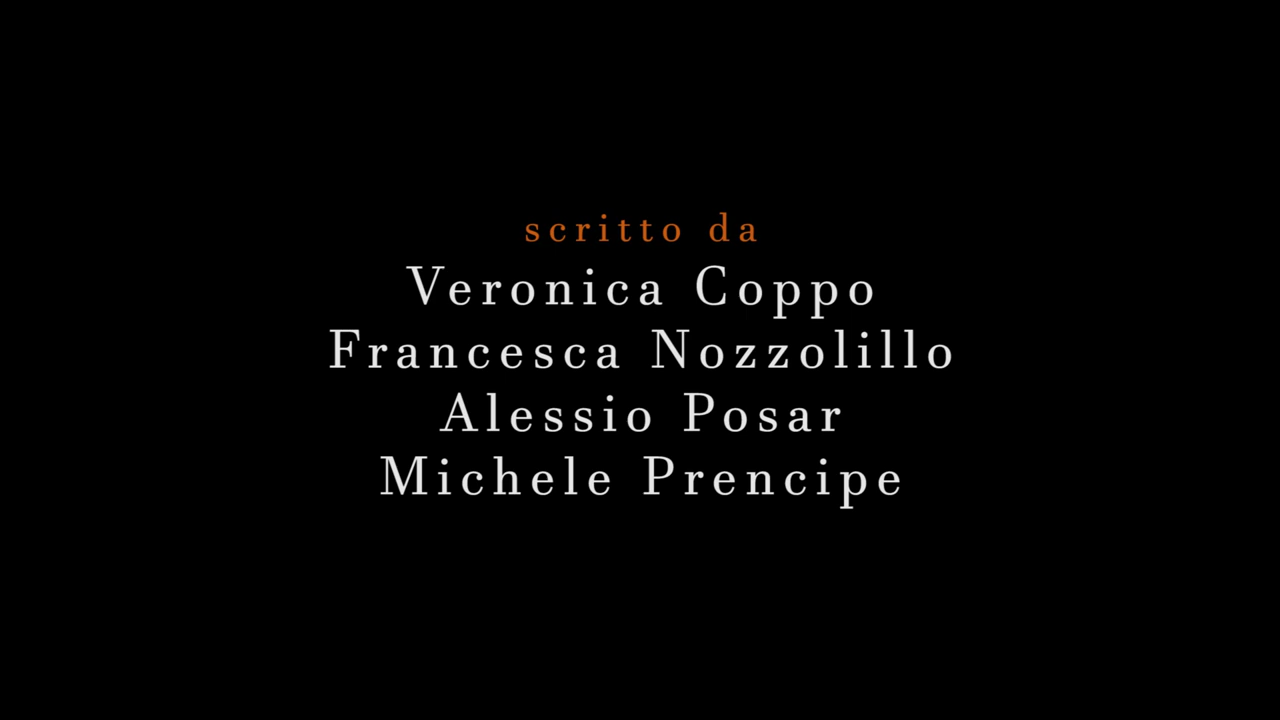 scritto da
Veronica Coppo
Francesca Nozzolillo
Alessio Posar
Michele Prencipe